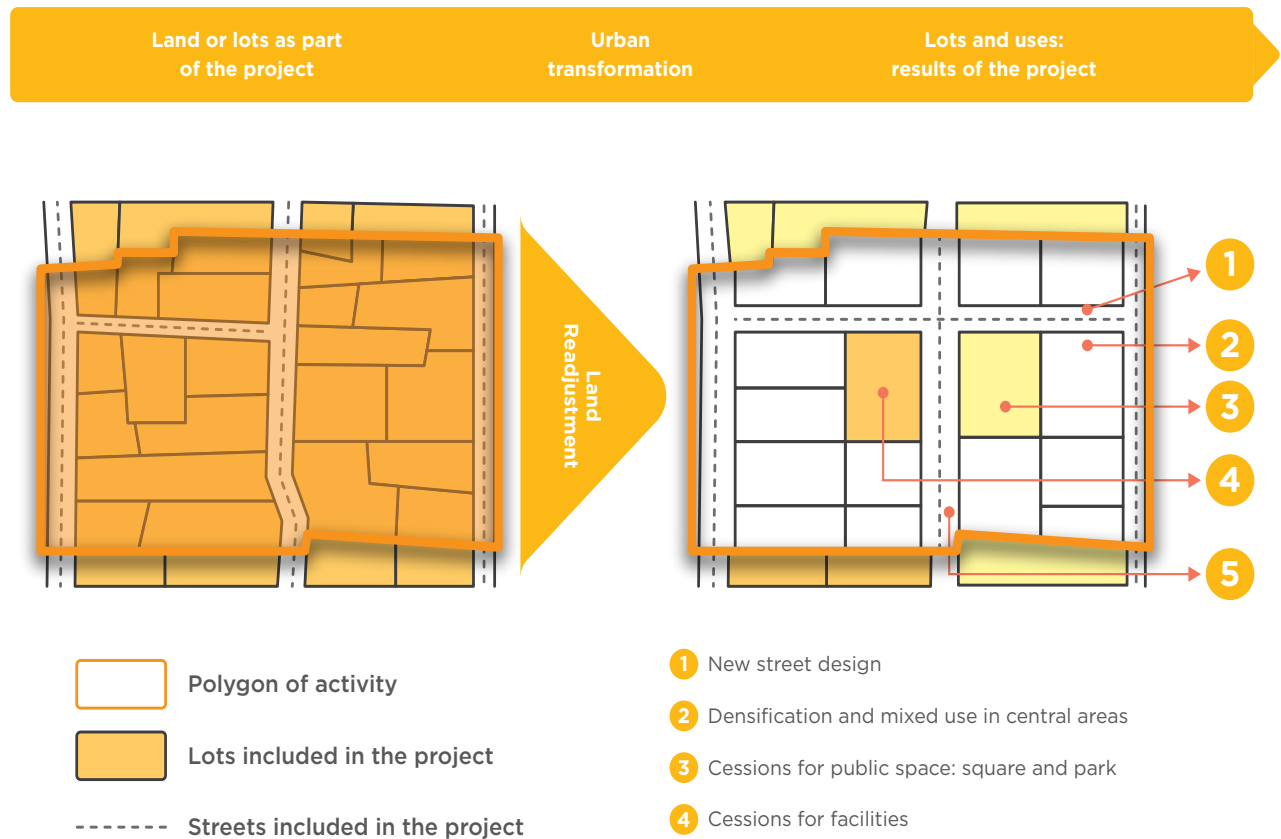 Land or lots as part
of the project
Urban
transformation
Lots and uses:
results of the project
Land
Readjustment
1
2
3
4
5
Polygon of activity
Lots included in the project
Streets included in the project
1 New street design
2 Densification and mixed use in central areas
3 Cessions for public space: square and park
4 Cessions for facilities